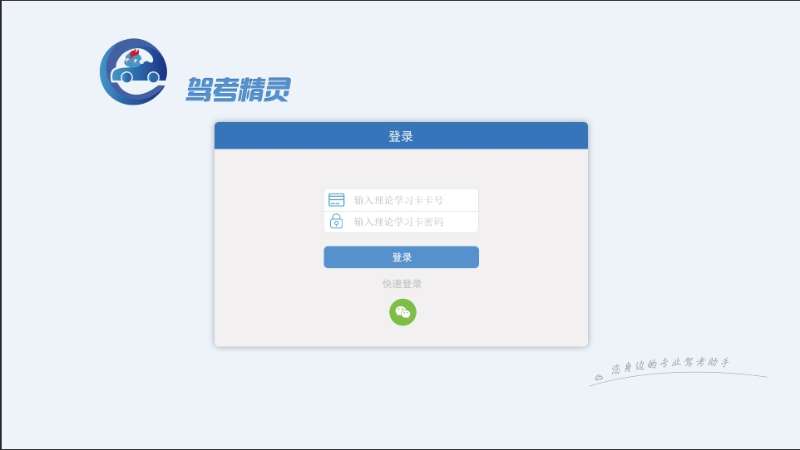 驾考精灵
登录
输入理论学习卡卡号
输入理论学习卡密码
登录
快速登录
您身边的专业驾考助手